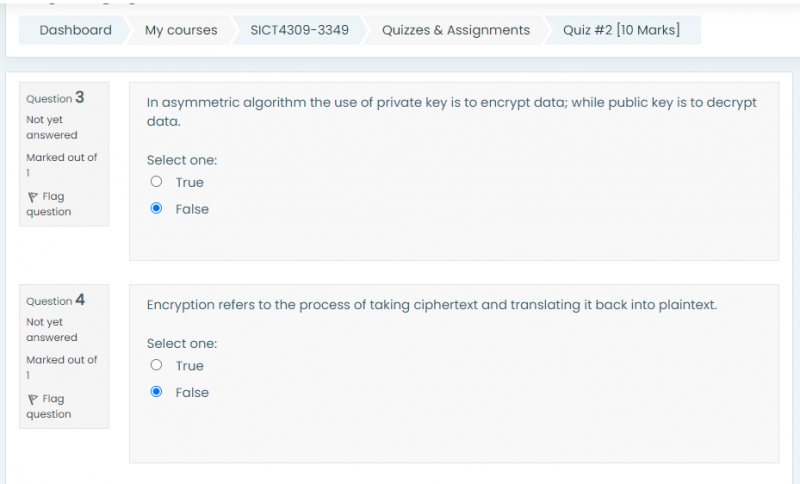 Dashboard My courses SICT4309-3349 Quizzes & Assignments Quiz #2 [10 Marks]
Question 3
Not yet
answered
Marked out of
1
Flag
question
In asymmetric algorithm the use of private key is to encrypt data; while public key is to decrypt
data.
Select one:
True
False
Question 4
Not yet
answered
Marked out of
1
Flag
question
Encryption refers to the process of taking ciphertext and translating it back into plaintext.
Select one:
True
False